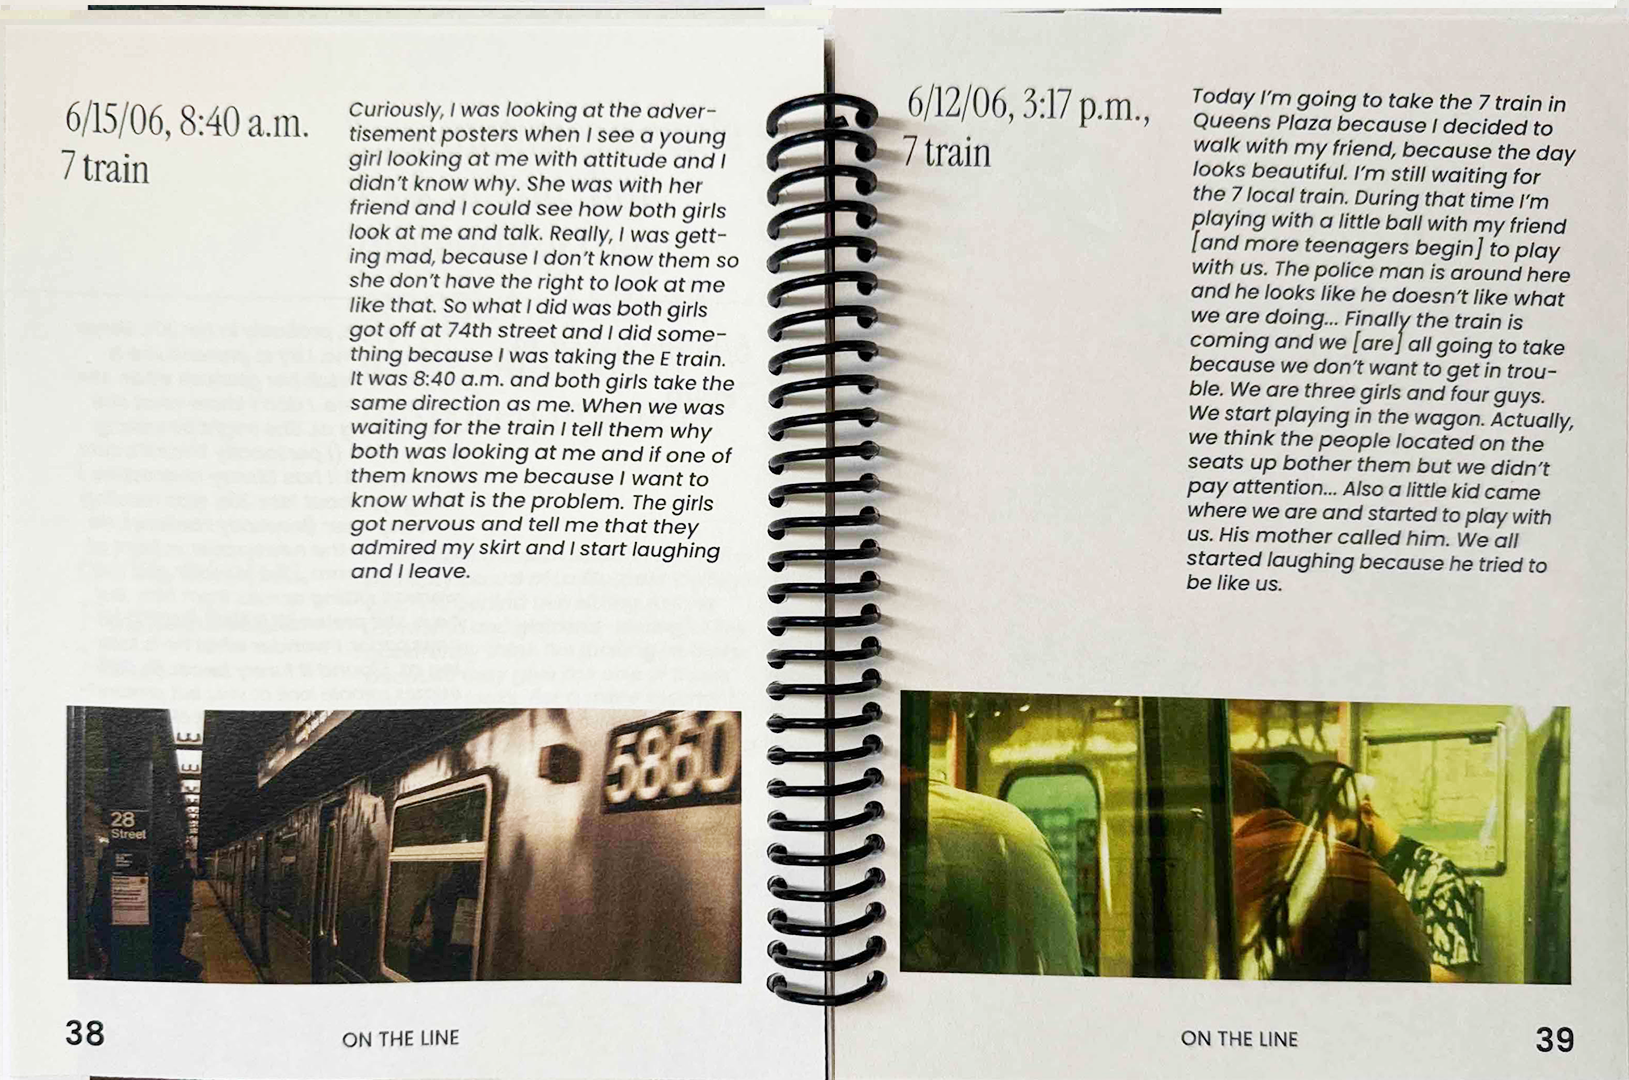 6/15/06, 8:40 a.m.
7 train
Curiously, I was looking at the adver-
tisement posters when I see a young
girl looking at me with attitude and I
didn't know why. She was with her
friend and I could see how both girls
look at me and talk. Really, I was gett-
ing mad, because I don't know them so
she don't have the right to look at me
like that. So what I did was both girls
got off at 74th street and I did some-
thing because I was taking the E train.
It was 8:40 a.m. and both girls take the
same direction as me. When we was
waiting for the train I tell them why
both was looking at me and if one of
them knows me because I want to
know what is the problem. The girls
got nervous and tell me that they
admired my skirt and I start laughing
and I leave.
28
Street
5860
38
ON THE LINE
6/12/06, 3:17 p.m.,
7 train
Today I'm going to take the 7 train in
Queens Plaza because I decided to
walk with my friend, because the day
looks beautiful. I'm still waiting for
the 7 local train. During that time I'm
playing with a little ball with my friend
[and more teenagers begin] to play
with us. The police man is around here
and he looks like he doesn't like what
we are doing... Finally the train is
coming and we [are] all going to take
because we don't want to get in trou-
ble. We are three girls and four guys.
We start playing in the wagon. Actually,
we think the people located on the
seats up bother them but we didn't
pay attention... Also a little kid came
where we are and started to play with
us. His mother called him. We all
started laughing because he tried to
be like us.
ON THE LINE
39